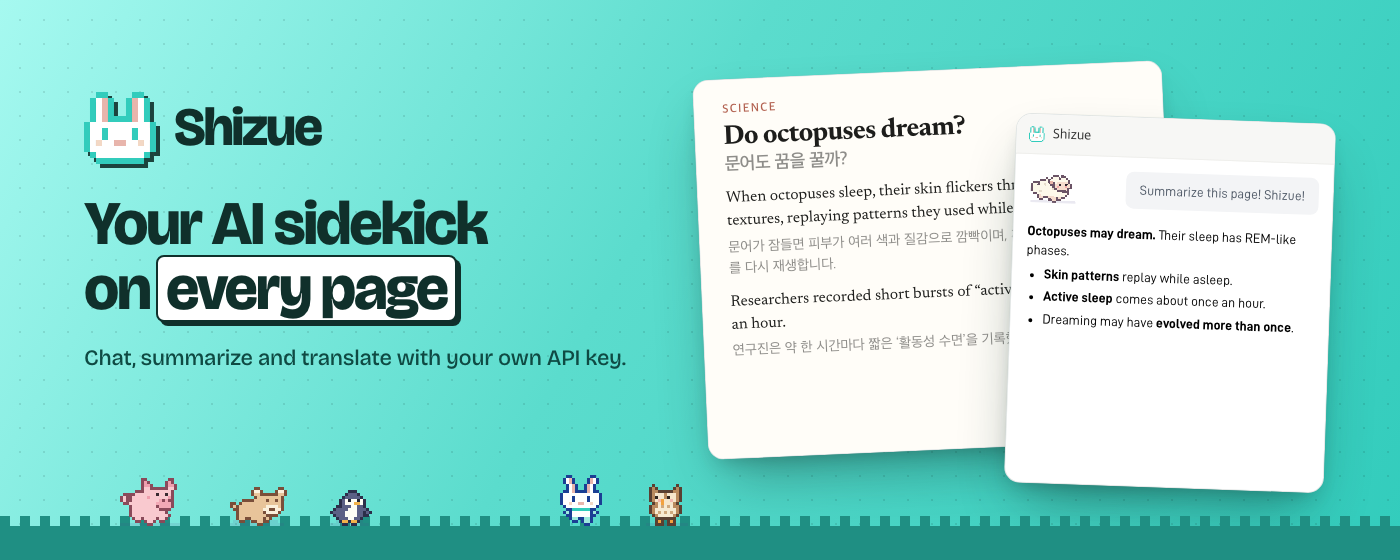 Shizue
Your AI sidekick
on every page
Chat, summarize and translate with your own API key.
SCIENCE
Do octopuses dream?
문어도 꿈을 꿀까?
When octopuses sleep, their skin flickers
textures, replaying patterns they used while
문어가 잠들면 피부가 여러 색과 질감으로 깜빡이며,
를 다시 재생합니다.
Researchers recorded short bursts of “activ
an hour.
연구진은 약 한 시간마다 짧은 ‘활동성 수면’을
Shizue
Summarize this page! Shizue!
Octopuses may dream. Their sleep has REM-like
phases.
• Skin patterns replay while asleep.
• Active sleep comes about once an hour.
• Dreaming may have evolved more than once.